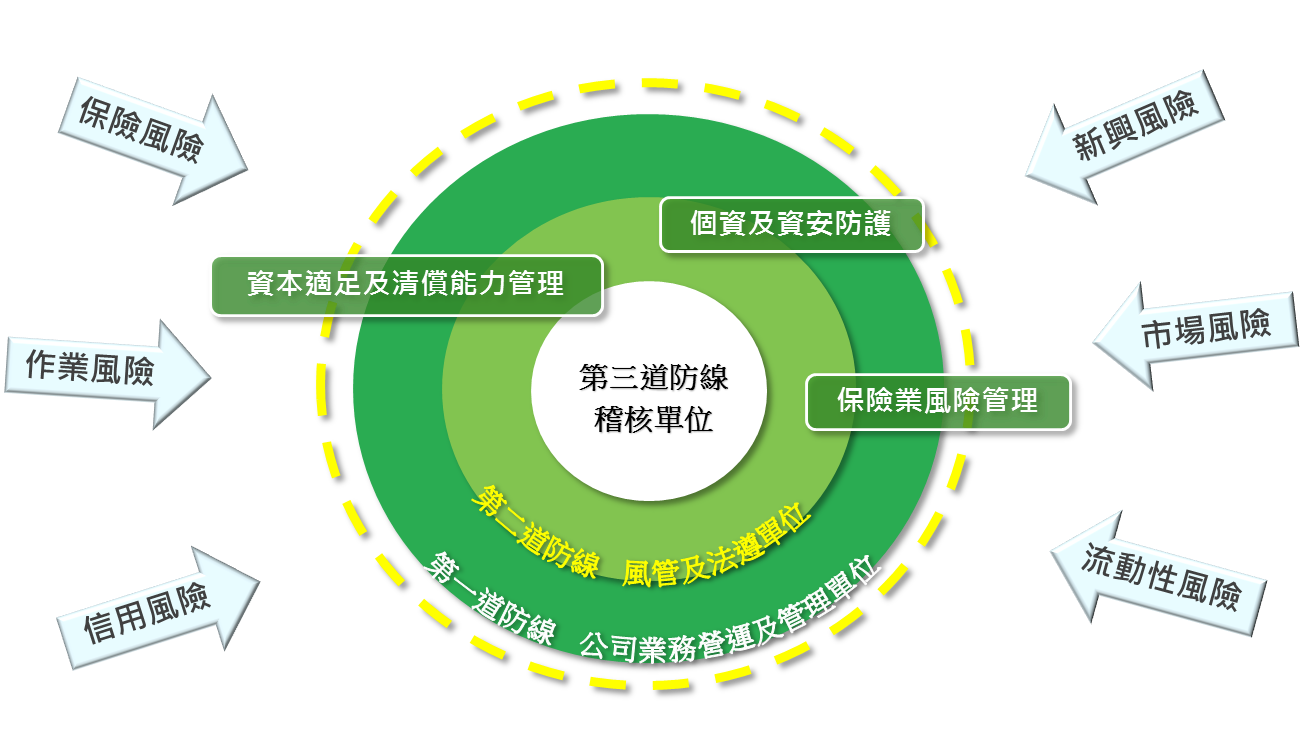 保險風險
新興風險
個資及資安防護
資本適足及清償能力管理
作業風險
市場風險
第三道防線
稽核單位
保險業風險管理
第二道防線 風管及法遵單位
第一道防線 公司業務營運及管理單位
信用風險
流動性風險